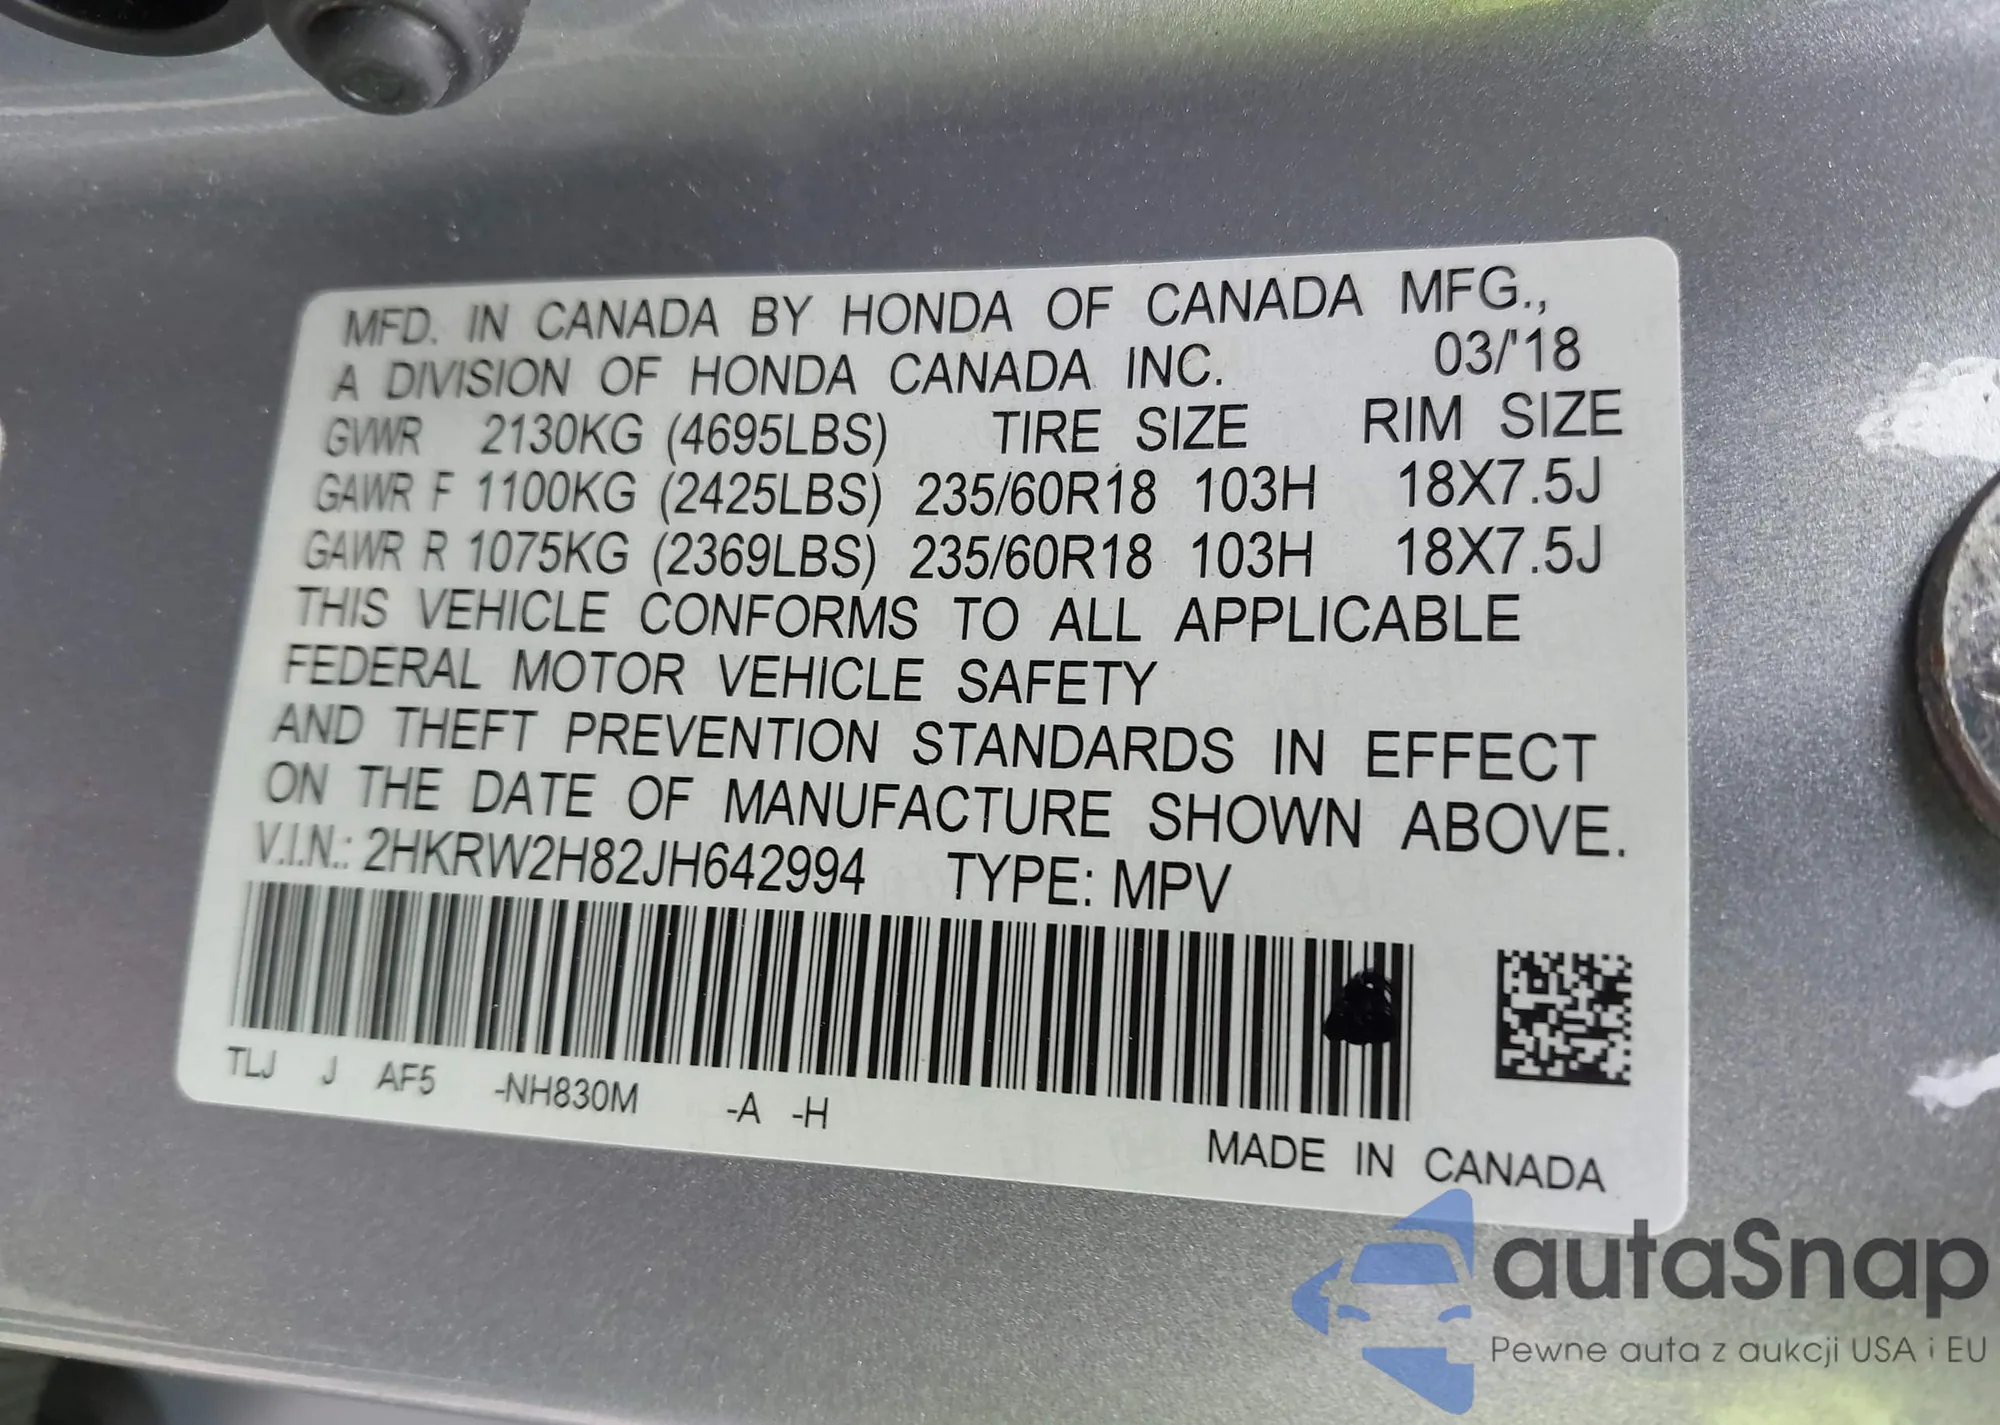 MFD. IN CANADA BY HONDA OF CANADA MFG.,
A DIVISION OF HONDA CANADA INC. 03/'18
GVWR 2130KG (4695LBS) TIRE SIZE RIM SIZE
GAWR F 1100KG (2425LBS) 235/60R18 103H 18X7.5J
GAWR R 1075KG (2369LBS) 235/60R18 103H 18X7.5J
THIS VEHICLE CONFORMS TO ALL APPLICABLE
FEDERAL MOTOR VEHICLE SAFETY
AND THEFT PREVENTION STANDARDS IN EFFECT
ON THE DATE OF MANUFACTURE SHOWN ABOVE.
V.I.N.: 2HKRW2H82JH642994 TYPE: MPV
TLJ J AF5 -NH830M -A -H
MADE IN CANADA
autaSnap
Pewne auta z aukcji USA i EU